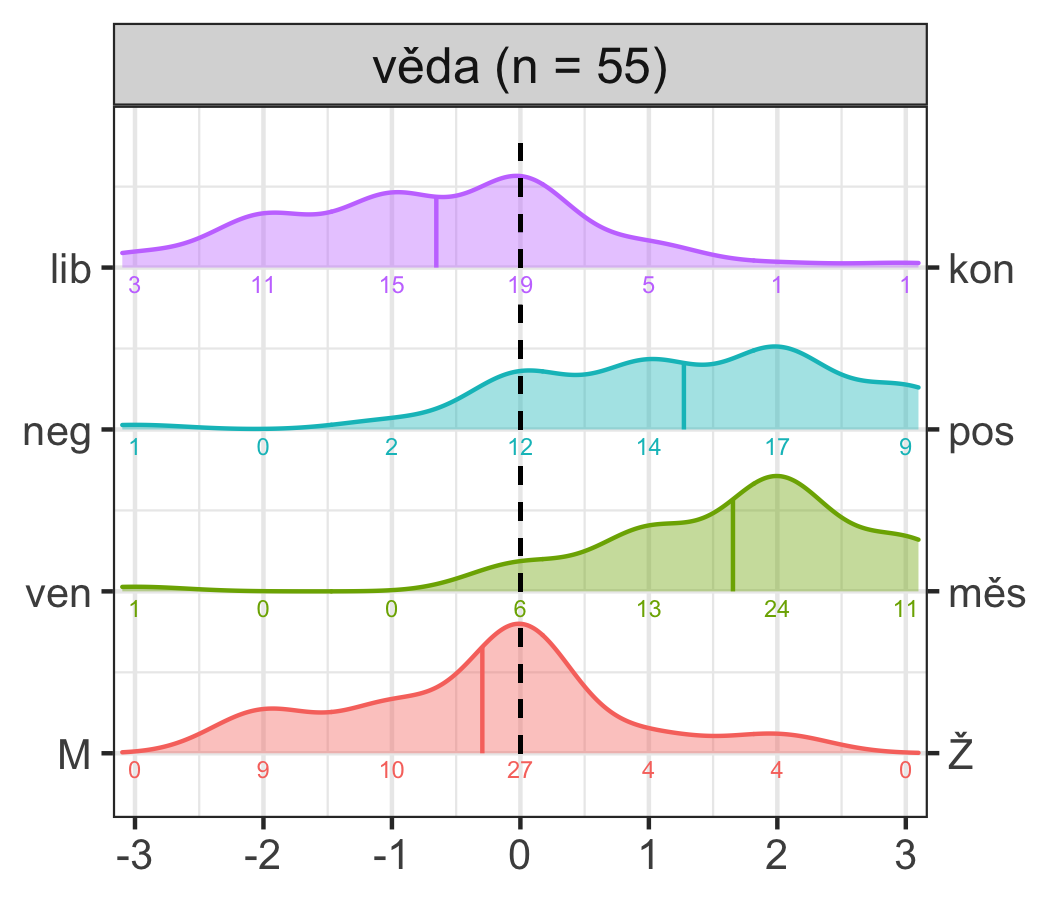 věda (n = 55)
lib kon
3 11 15 19 5 1 1
neg pos
1 0 2 12 14 17 9
ven měs
1 0 0 6 13 24 11
M Ž
0 9 10 27 4 4 0
-3 -2 -1 0 1 2 3